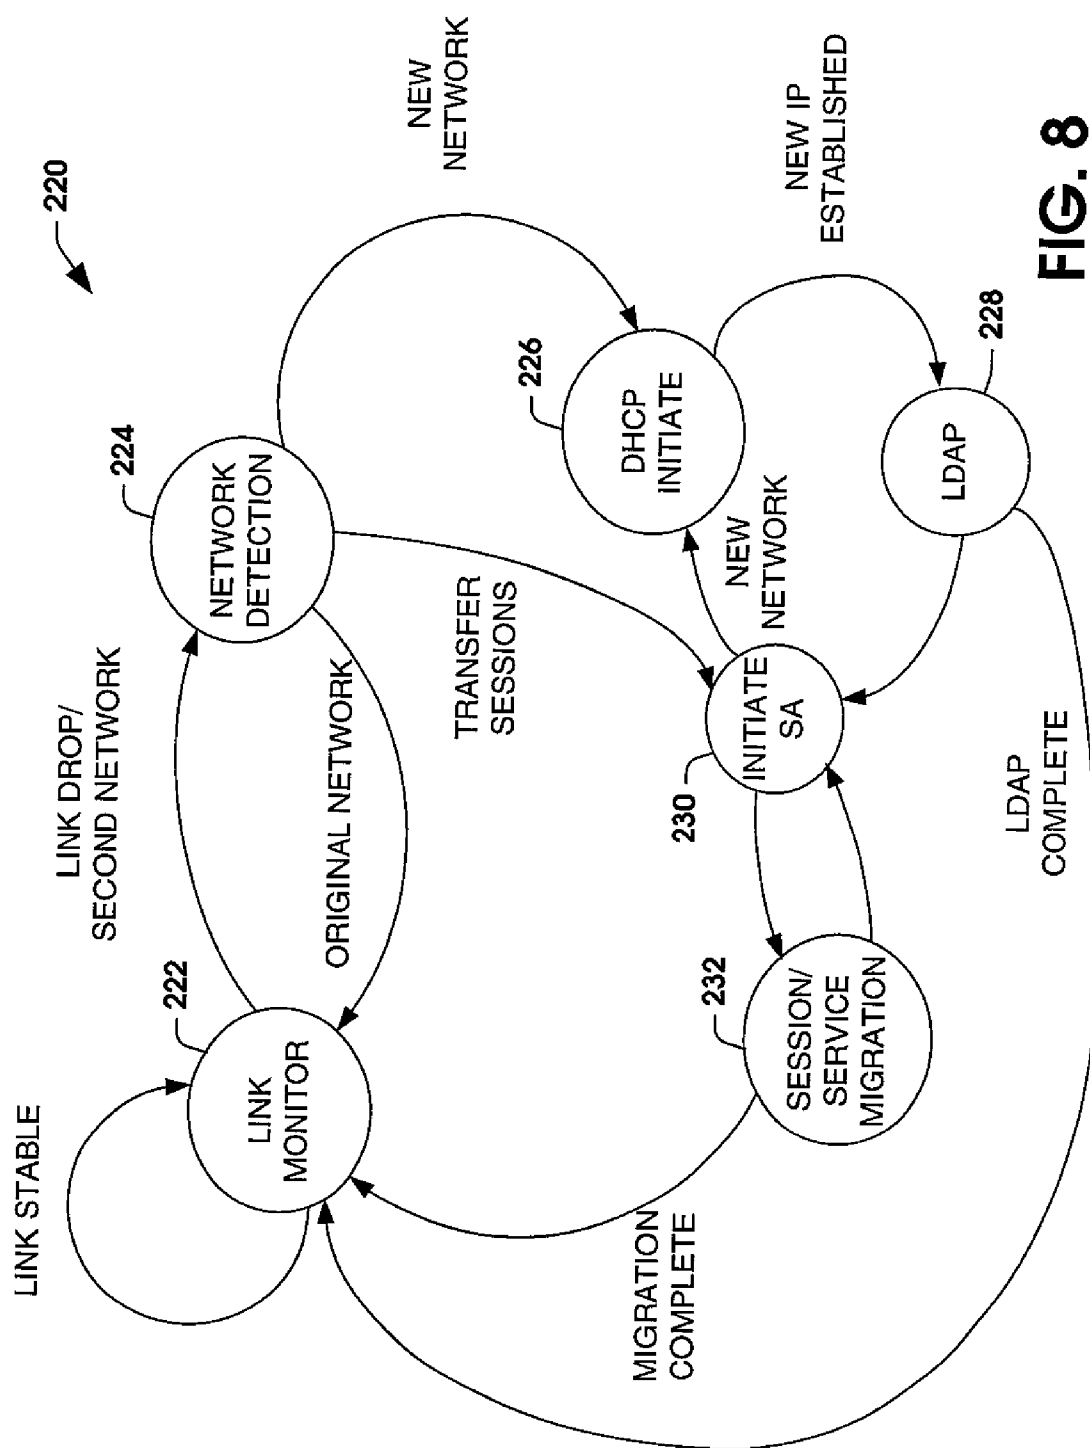 220
LINK STABLE
LINK DROP/
SECOND NETWORK
222
LINK
MONITOR
224
NETWORK
DETECTION
NEW
NETWORK
ORIGINAL NETWORK
TRANSFER
SESSIONS
226
DHCP
INITIATE
NEW
NETWORK
NEW IP
ESTABLISHED
230
INITIATE
SA
232
SESSION/
SERVICE
MIGRATION
MIGRATION
COMPLETE
228
LDAP
LDAP
COMPLETE
FIG. 8